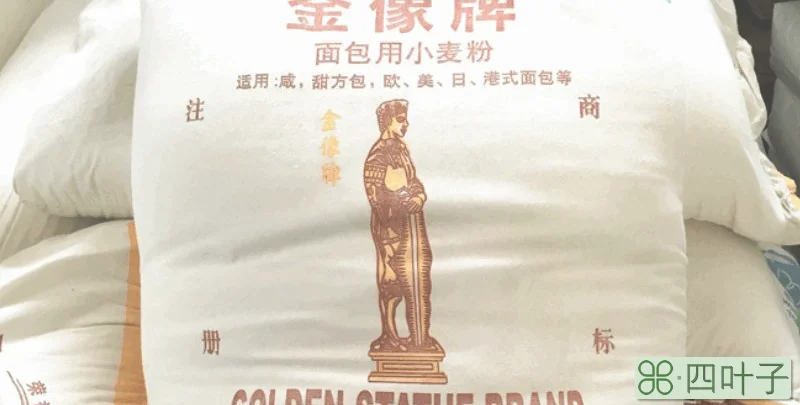 金像牌
面包用小麦粉
适用:咸，甜方包，欧、美、日、港式面包等
注
商
金像牌
册
标
GOLDEN STATUE BRAND
四叶子